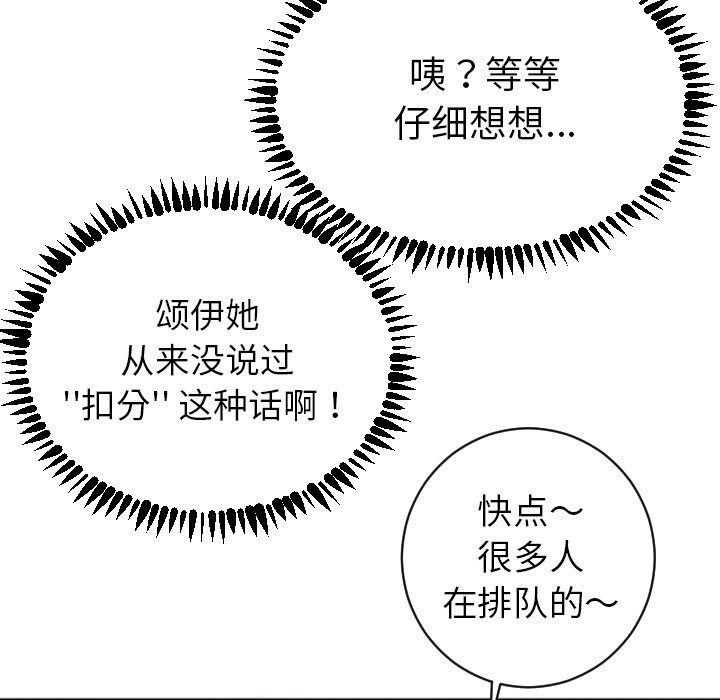 咦？等等
仔细想想...
颂伊她
从来没说过
"扣分" 这种话啊！
快点～
很多人
在排队的～